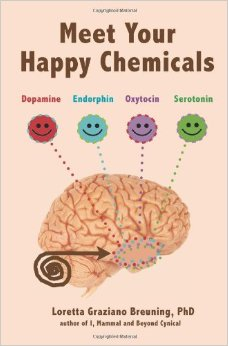 Meet Your
Happy Chemicals
Dopamine Endorphin Oxytocin Serotonin
Loretta Graziano Breuning, PhD
author of I, Mammal and Beyond Cynical